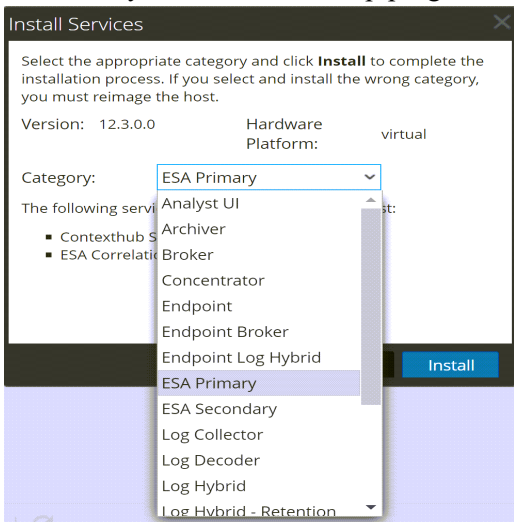 Install Services
Select the appropriate category and click Install to complete the
installation process. If you select and install the wrong category,
you must reimage the host.
Version: 12.3.0.0 Hardware Platform: virtual
Category: ESA Primary
The following servi st:
Contexthub S
ESA Correlati
Analyst UI
Archiver
Broker
Concentrator
Endpoint
Endpoint Broker
Endpoint Log Hybrid
ESA Primary
ESA Secondary
Log Collector
Log Decoder
Log Hybrid
Log Hybrid - Retention
Install